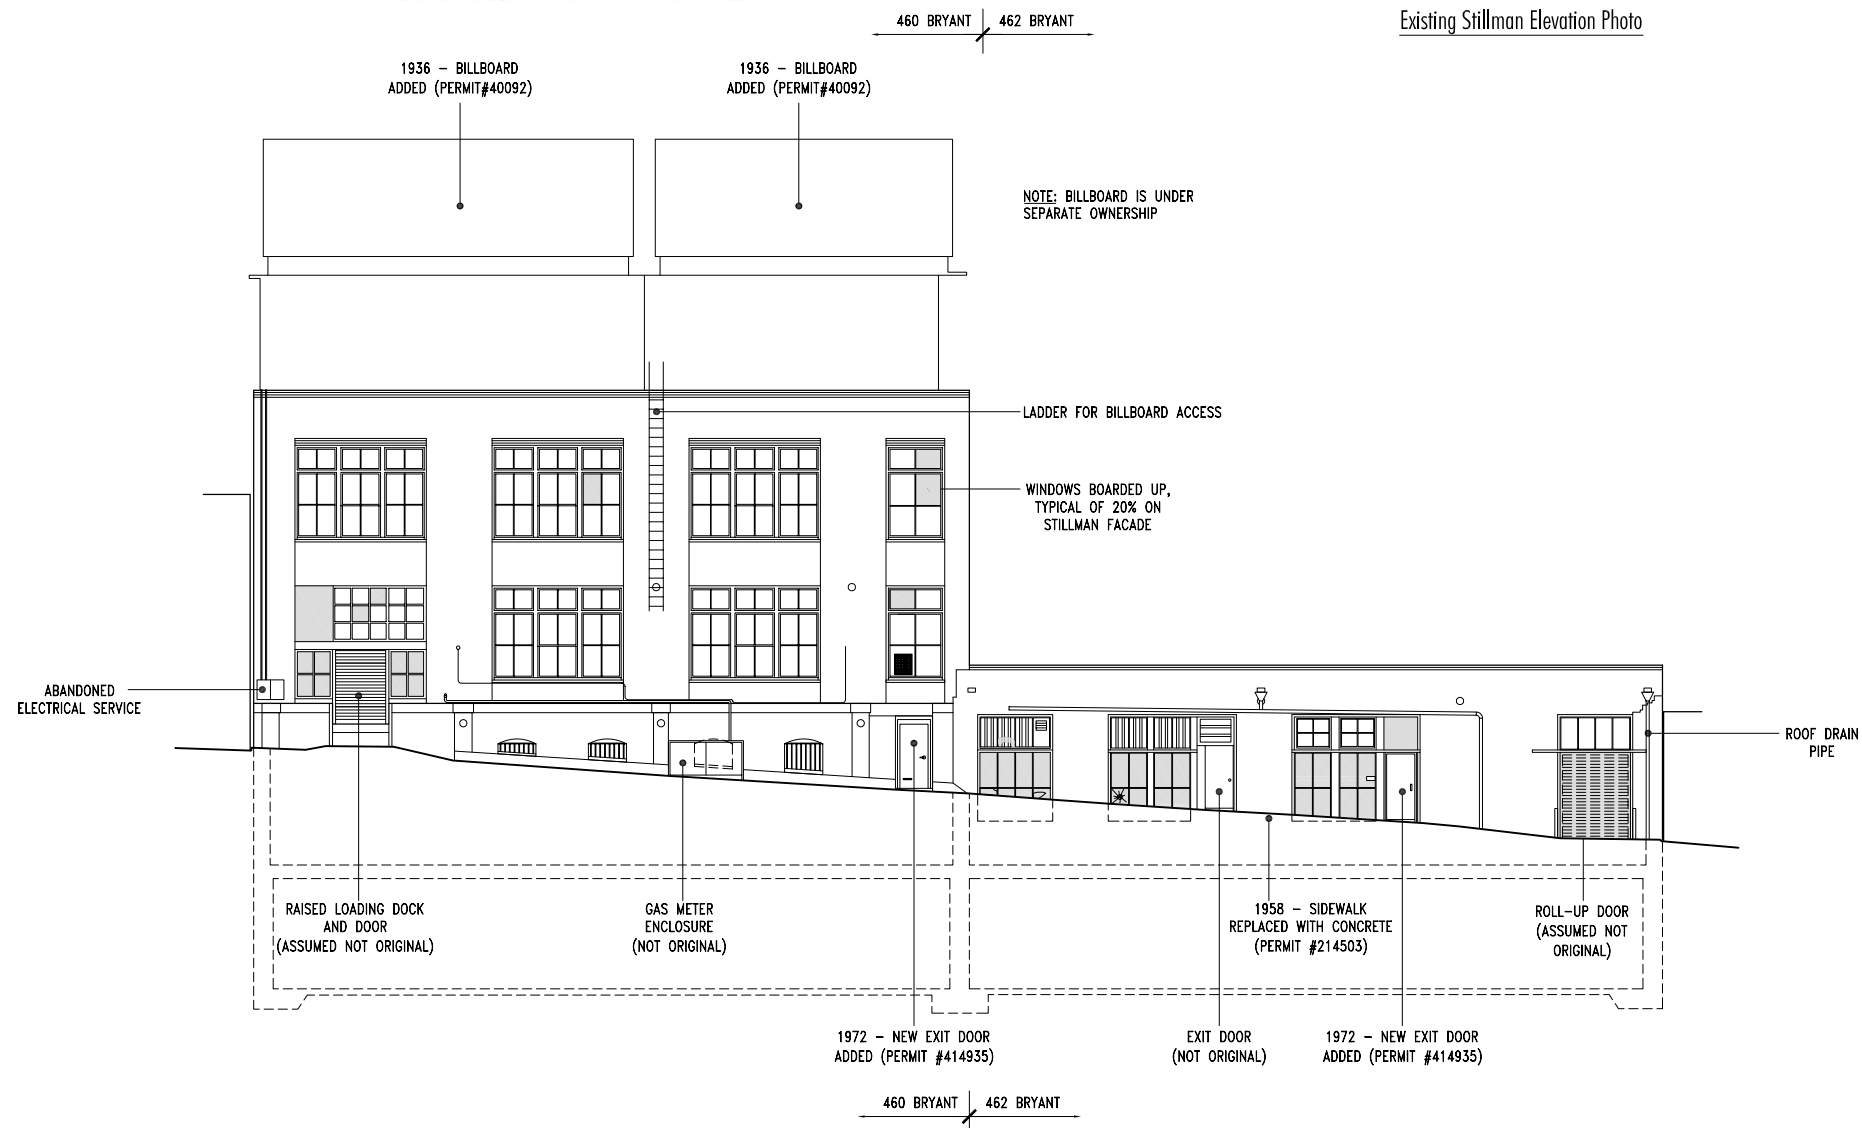 460 BRYANT 462 BRYANT
Existing Stillman Elevation Photo
1936 – BILLBOARD
ADDED (PERMIT#40092)
1936 – BILLBOARD
ADDED (PERMIT#40092)
NOTE: BILLBOARD IS UNDER
SEPARATE OWNERSHIP
LADDER FOR BILLBOARD ACCESS
WINDOWS BOARDED UP,
TYPICAL OF 20% ON
STILLMAN FACADE
ABANDONED
ELECTRICAL SERVICE
ROOF DRAIN
PIPE
RAISED LOADING DOCK
AND DOOR
(ASSUMED NOT ORIGINAL)
GAS METER
ENCLOSURE
(NOT ORIGINAL)
1958 – SIDEWALK
REPLACED WITH CONCRETE
(PERMIT #214503)
ROLL-UP DOOR
(ASSUMED NOT
ORIGINAL)
1972 – NEW EXIT DOOR
ADDED (PERMIT #414935)
EXIT DOOR
(NOT ORIGINAL)
1972 – NEW EXIT DOOR
ADDED (PERMIT #414935)
460 BRYANT 462 BRYANT